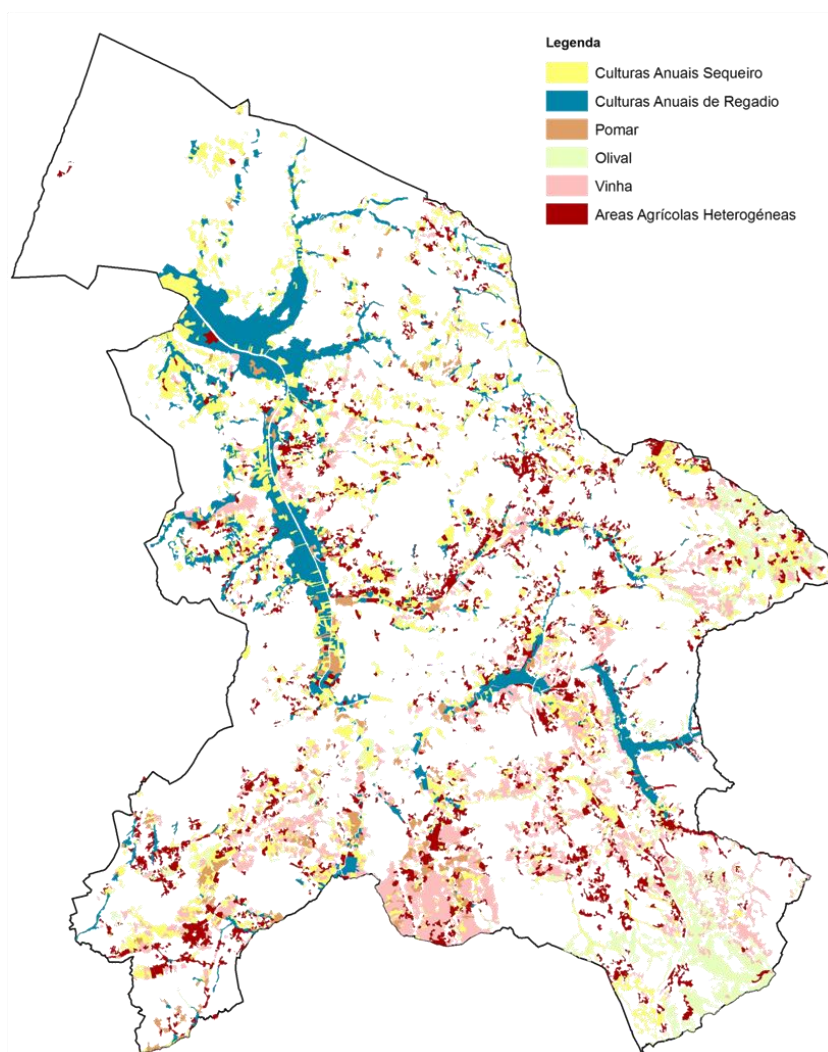 Legenda
Culturas Anuais Sequeiro
Culturas Anuais de Regadio
Pomar
Olival
Vinha
Areas Agrícolas Heterogéneas